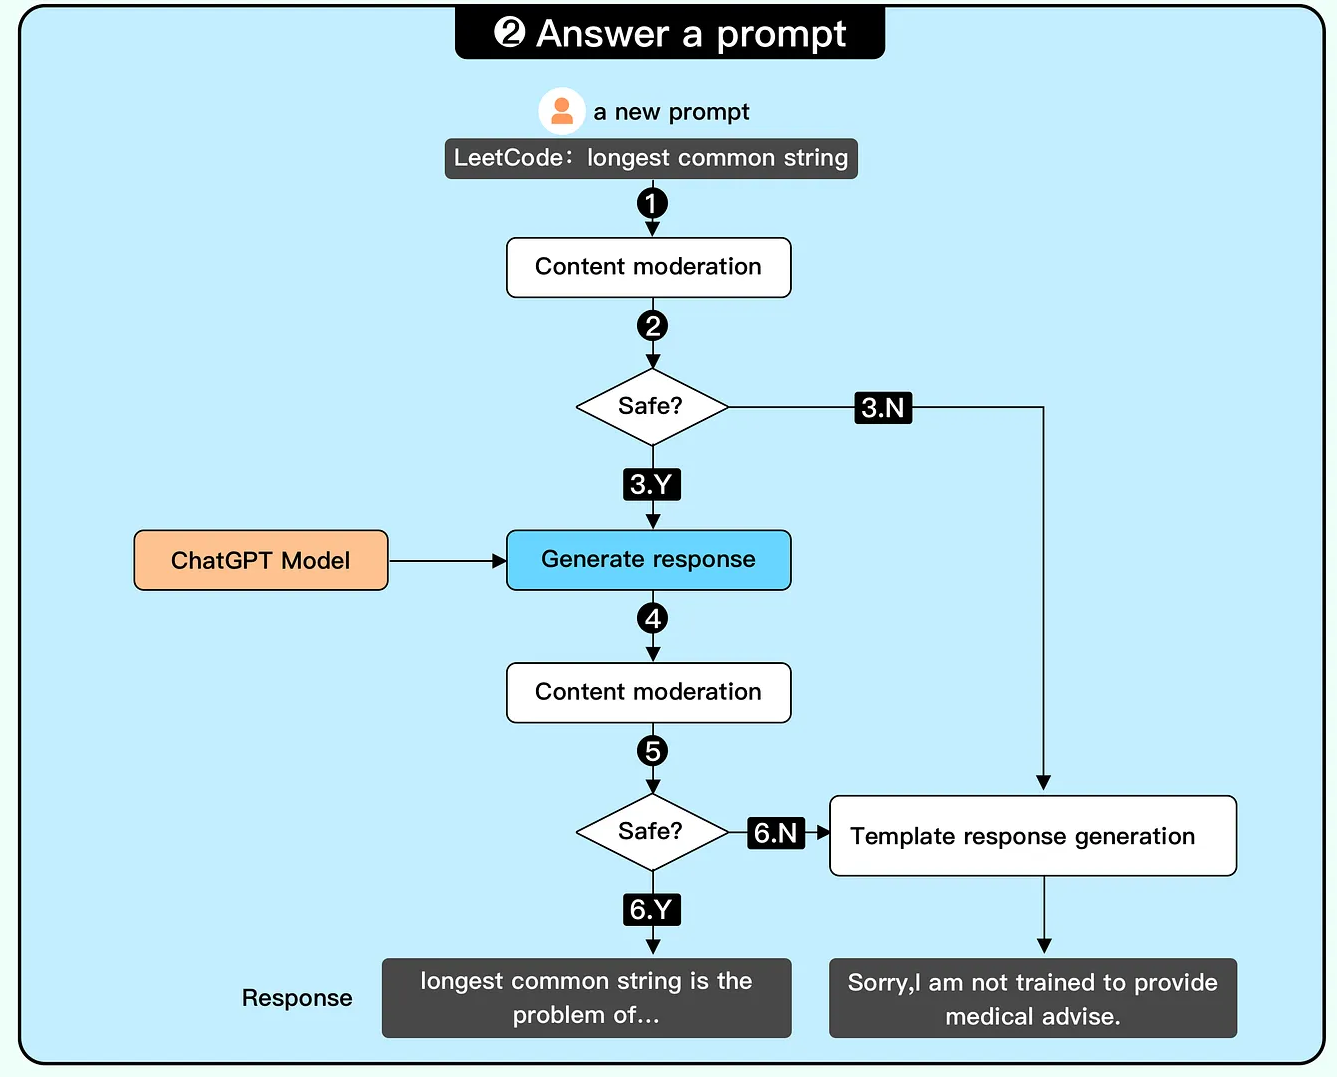 ❷ Answer a prompt
a new prompt
LeetCode：longest common string
1
Content moderation
2
Safe?
3.N
3.Y
ChatGPT Model
Generate response
4
Content moderation
5
Safe?
6.N
Template response generation
6.Y
Response
longest common string is the
problem of...
Sorry,I am not trained to provide
medical advise.